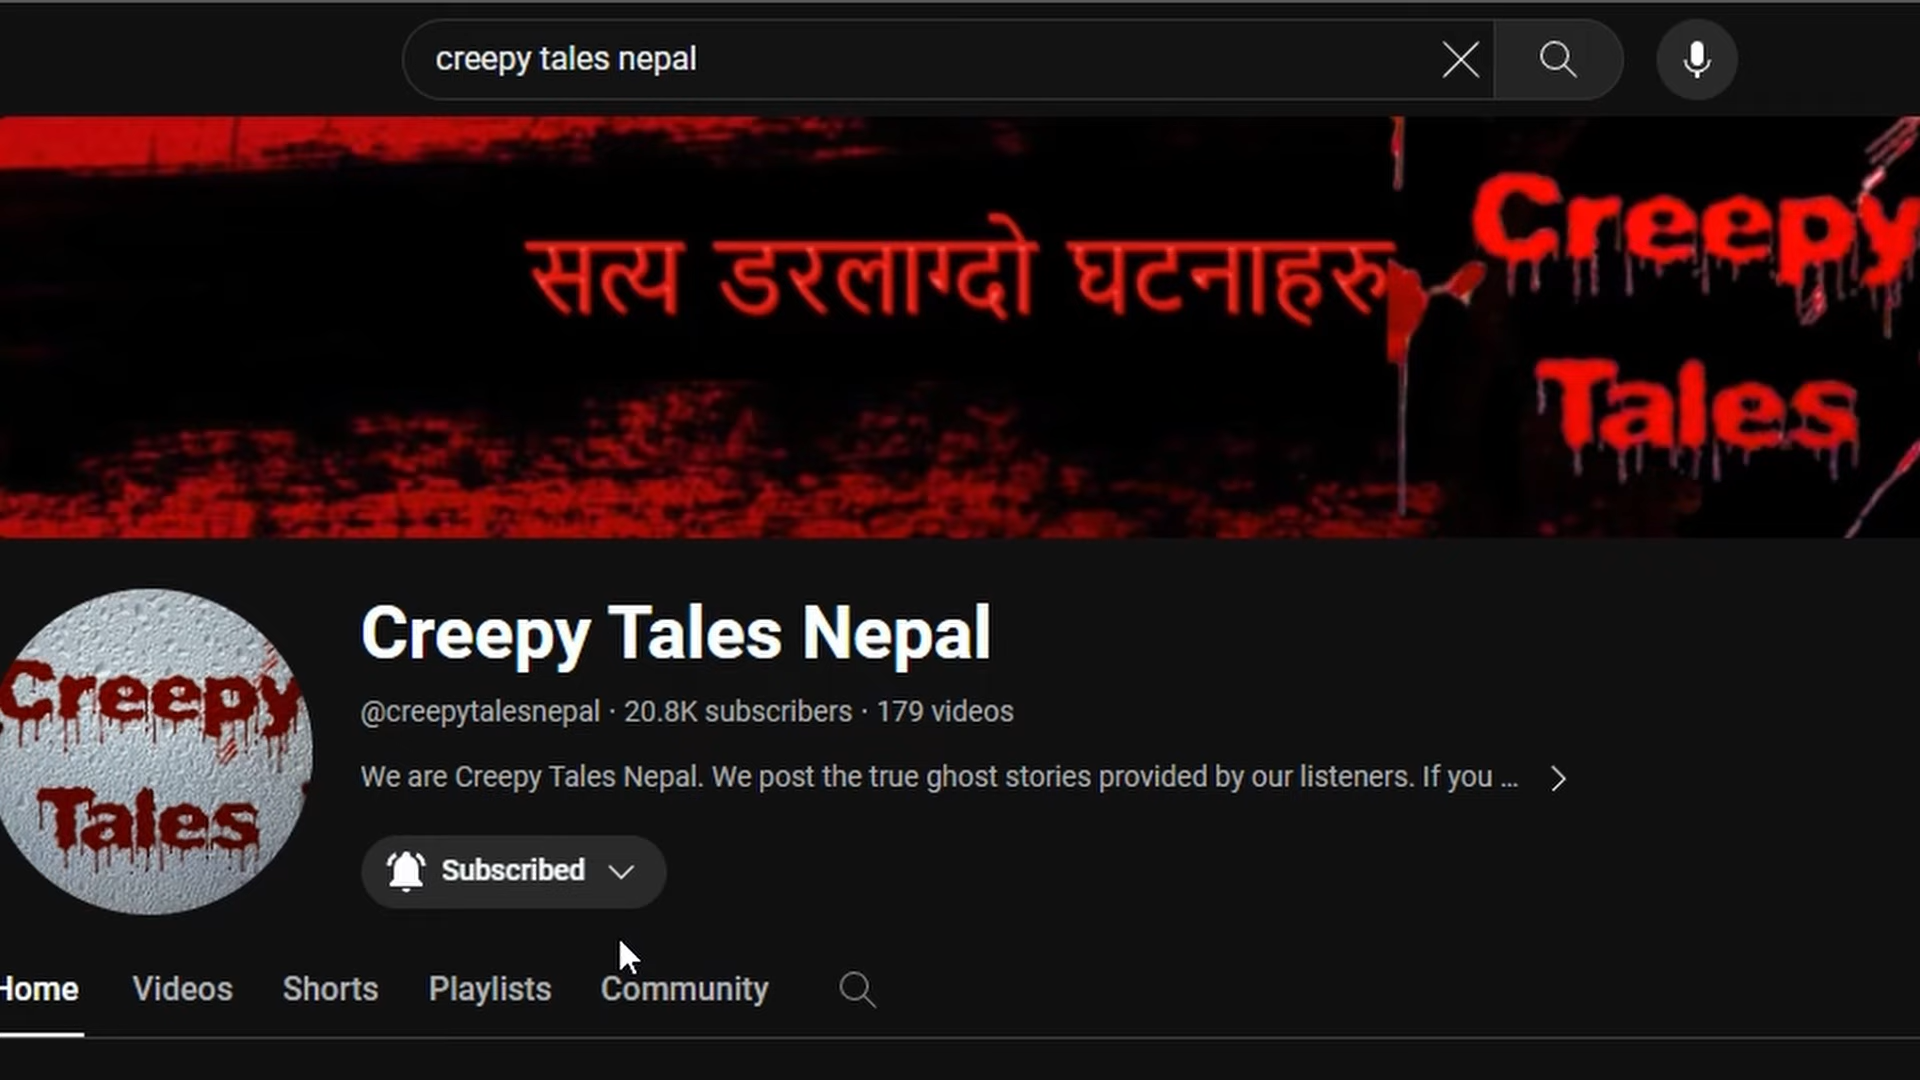 creepy tales nepal
सत्य डरलाग्दो घटनाहरु
Creepy
Tales
Creepy
Tales
Creepy Tales Nepal
@creepytalesnepal · 20.8K subscribers · 179 videos
We are Creepy Tales Nepal. We post the true ghost stories provided by our listeners. If you ...
Subscribed
Home Videos Shorts Playlists Community